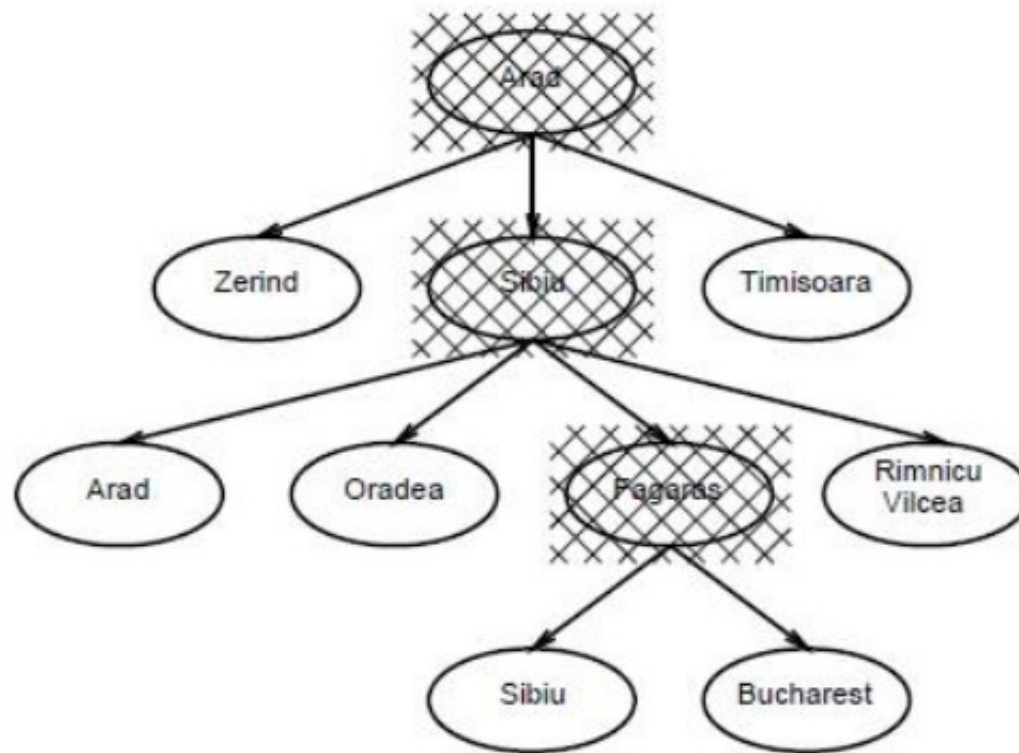 Arad
Zerind
Sibiu
Timisoara
Arad
Oradea
Fagaras
Rimnicu
Vilcea
Sibiu
Bucharest